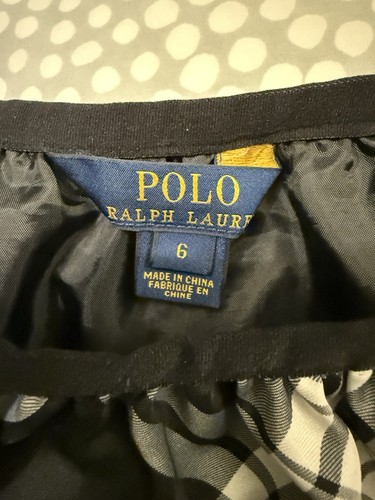 POLO
RALPH LAURE
6
MADE IN CHINA
FABRIQUE EN
CHINE